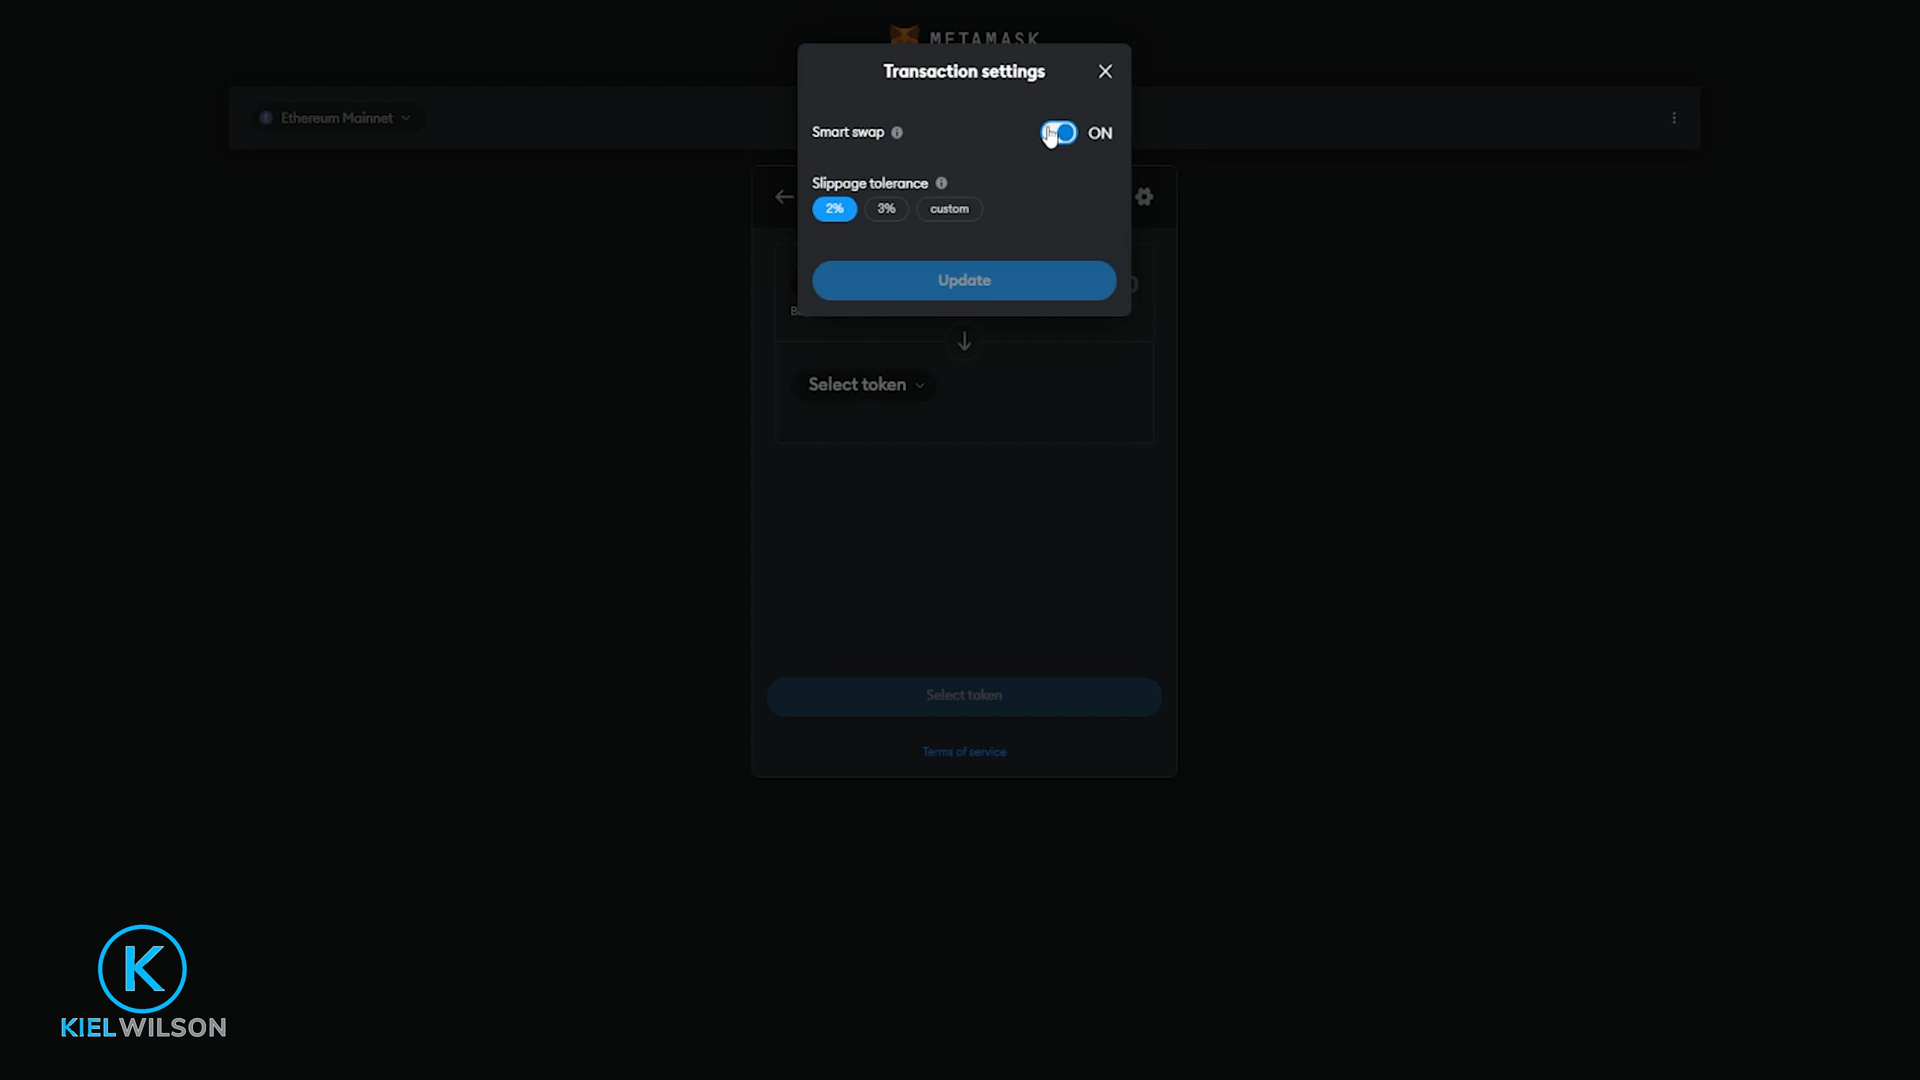 METAMASK
Transaction settings
Ethereum Mainnet
Smart swap
ON
Slippage tolerance
2%
3%
custom
Update
Select token
Select token
Terms of service
K
KIELWILSON